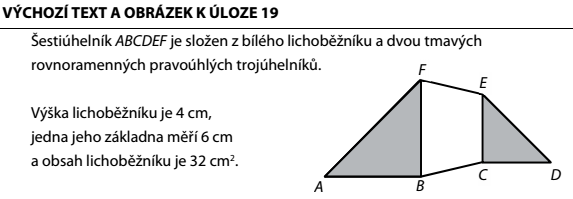 VÝCHOZÍ TEXT A OBRÁZEK K ÚLOZE 19
Šestiúhelník ABCDEF je složen z bílého lichoběžníku a dvou tmavých
rovnoramenných pravoúhlých trojúhelníků.
Výška lichoběžníku je 4 cm,
jedna jeho základna měří 6 cm
a obsah lichoběžníku je 32 cm².
F
E
A
B
C
D